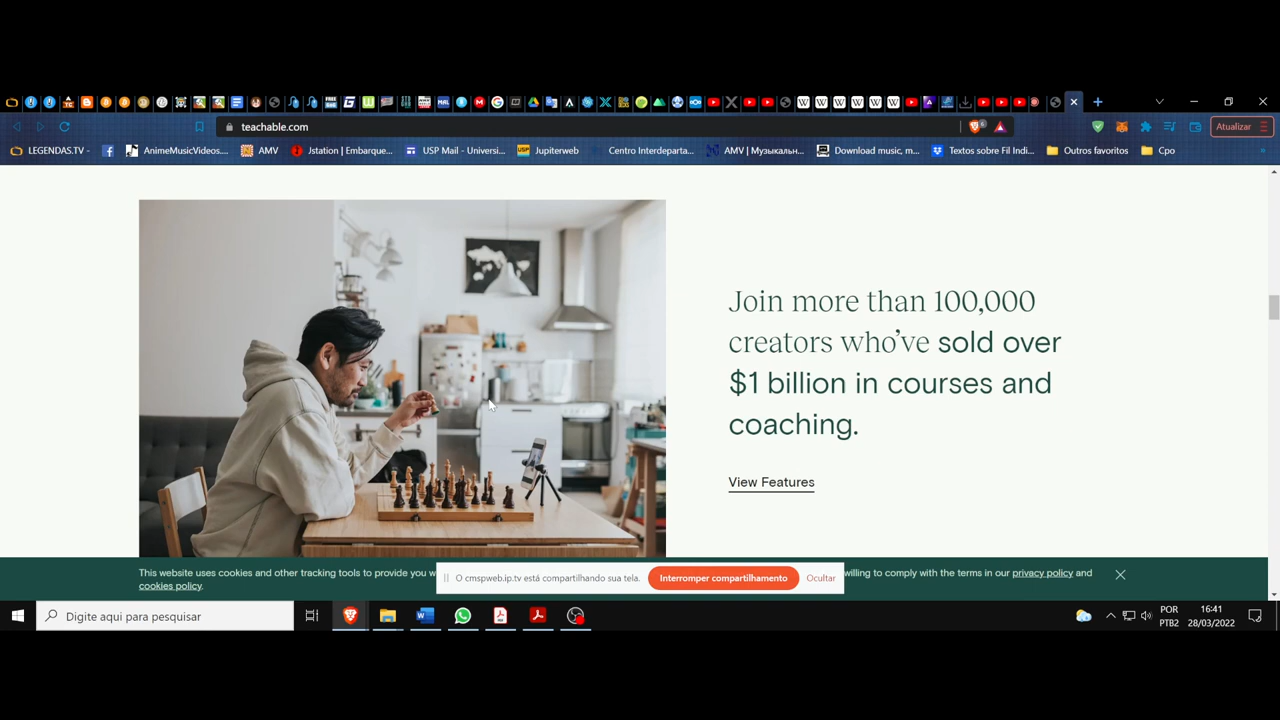 teachable.com
Atualizar
LEGENDAS.TV
AnimeMusicVideos...
AMV
Jstation | Embarque...
USP Mail - Universi...
Jupiterweb
Centro Interdeparta...
AMV | Музыкальн...
Download music, m...
Textos sobre Fil Indi...
Outros favoritos
Cpo
Join more than 100,000
creators who've sold over
$1 billion in courses and
coaching.
View Features
This website uses cookies and other tracking tools to provide you w
willing to comply with the terms in our privacy policy and
cookies policy.
O cmspweb.ip.tv está compartilhando sua tela.
Interromper compartilhamento
Ocultar
Digite aqui para pesquisar
POR
PTB2
16:41
28/03/2022